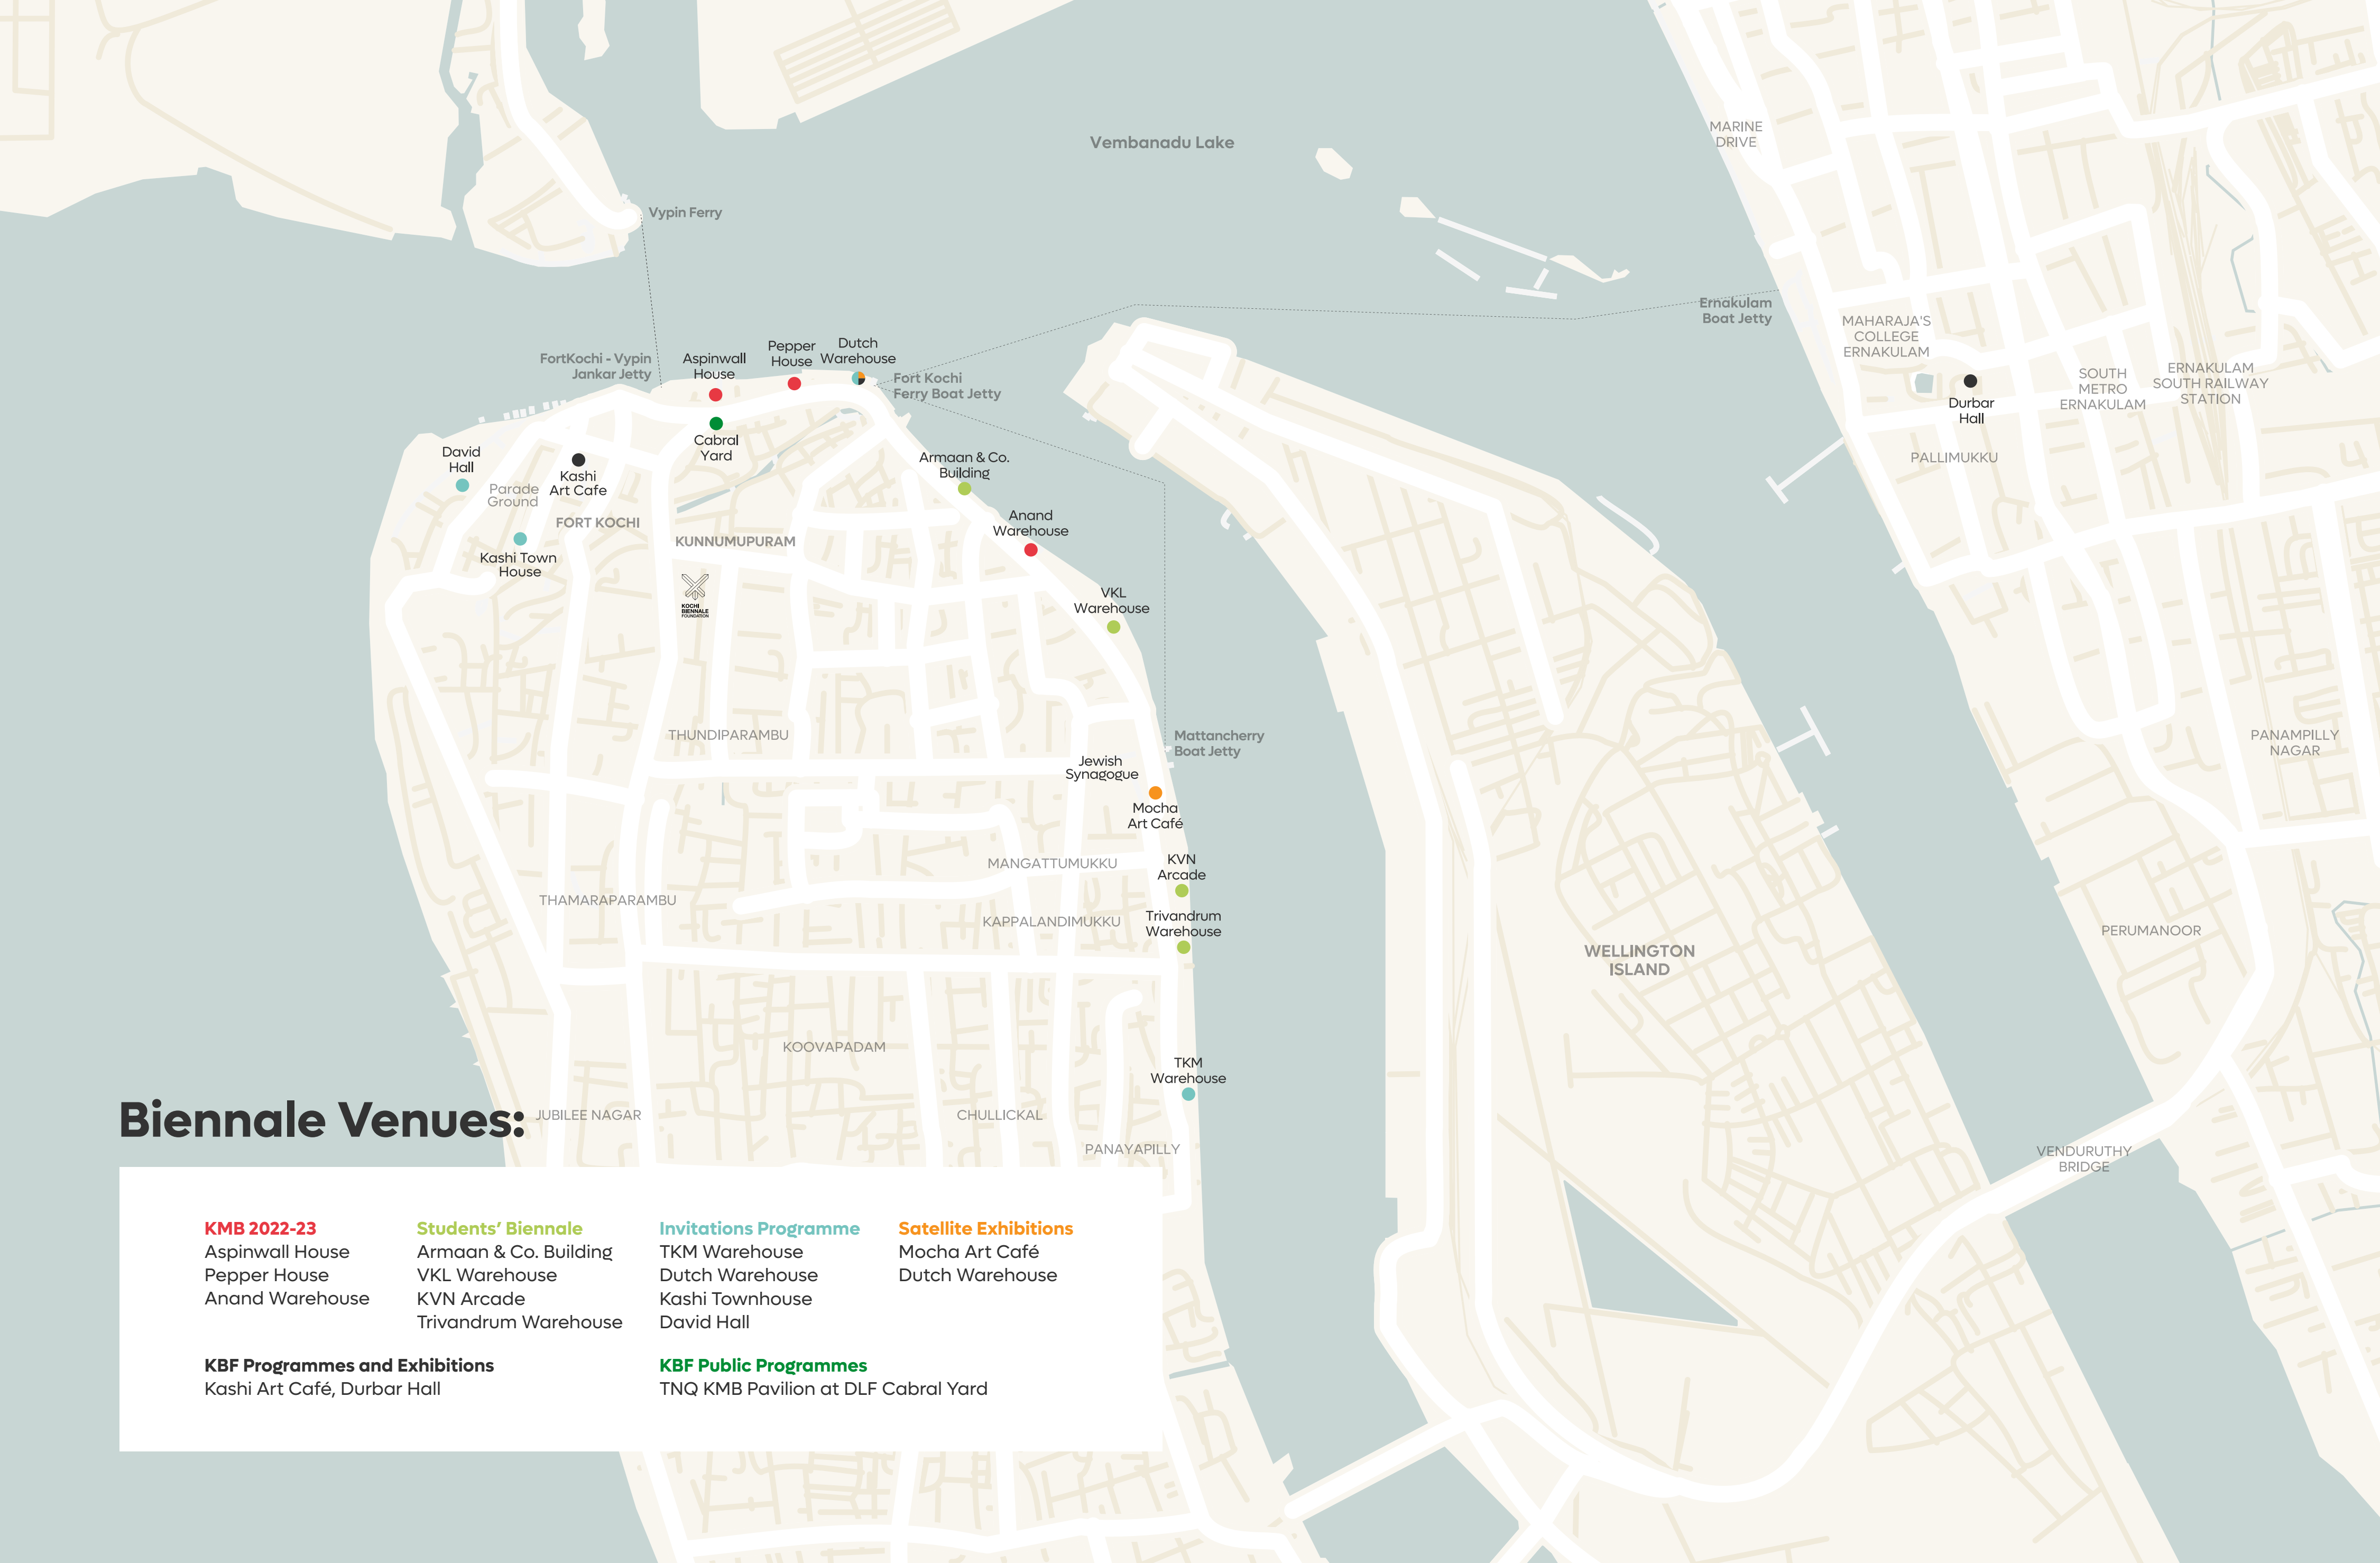 Vembanadu Lake
MARINE
DRIVE
Vypin Ferry
Ernakulam
Boat Jetty
MAHARAJA'S
COLLEGE
ERNAKULAM
FortKochi - Vypin
Jankar Jetty
Aspinwall
House
Pepper
House
Dutch
Warehouse
Fort Kochi
Ferry Boat Jetty
SOUTH
METRO
ERNAKULAM
ERNAKULAM
SOUTH RAILWAY
STATION
Durbar
Hall
Cabral
Yard
David
Hall
Kashi
Art Cafe
Parade
Ground
Armaan & Co.
Building
PALLIMUKKU
FORT KOCHI
Anand
Warehouse
KUNNUMUPURAM
Kashi Town
House
KOCHI
BIENNALE
FOUNDATION
VKL
Warehouse
THUNDIPARAMBU
Mattancherry
Boat Jetty
PANAMPILLY
NAGAR
Jewish
Synagogue
Mocha
Art Café
MANGATTUMUKKU
KVN
Arcade
THAMARAPARAMBU
KAPPALANDIMUKKU
Trivandrum
Warehouse
PERUMANOOR
WELLINGTON
ISLAND
KOOVAPADAM
TKM
Warehouse
JUBILEE NAGAR
CHULLICKAL
PANAYAPILLY
VENDURUTHY
BRIDGE
Biennale Venues:
KMB 2022-23
Aspinwall House
Pepper House
Anand Warehouse
Students’ Biennale
Armaan & Co. Building
VKL Warehouse
KVN Arcade
Trivandrum Warehouse
Invitations Programme
TKM Warehouse
Dutch Warehouse
Kashi Townhouse
David Hall
Satellite Exhibitions
Mocha Art Café
Dutch Warehouse
KBF Programmes and Exhibitions
Kashi Art Café, Durbar Hall
KBF Public Programmes
TNQ KMB Pavilion at DLF Cabral Yard